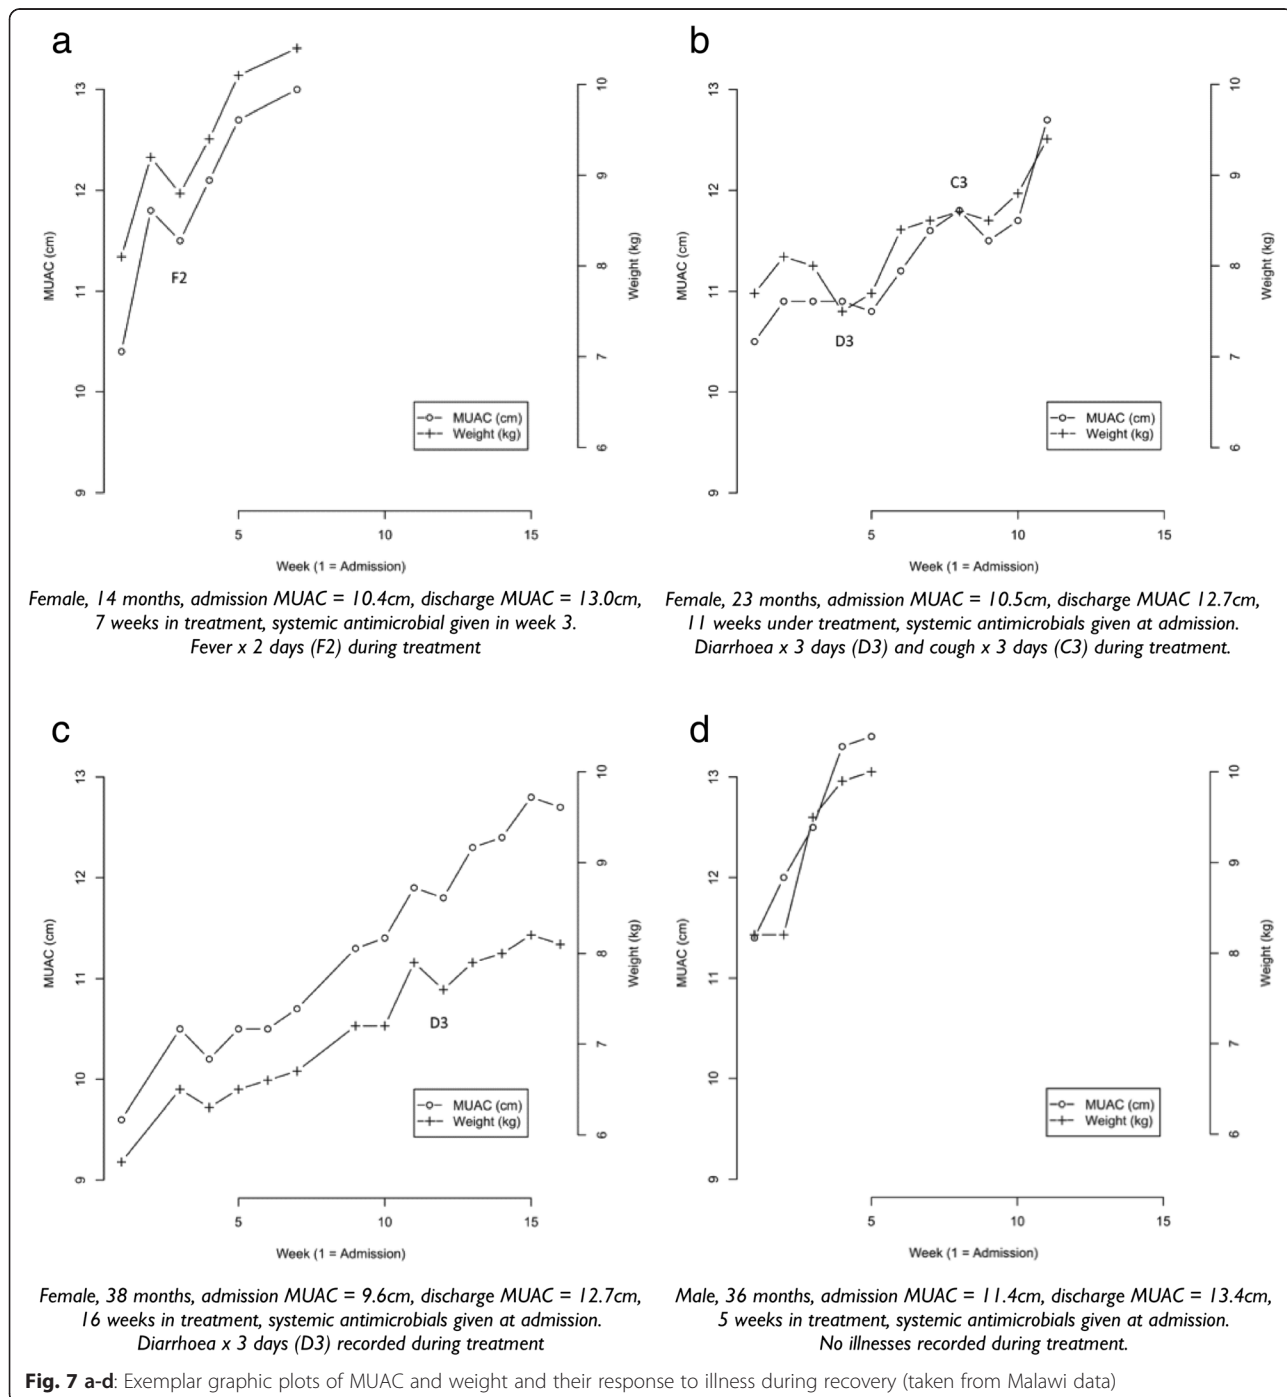 a
13
12
11
10
9
MUAC (cm)
10
9
8
7
6
Weight (kg)
F2
MUAC (cm)
Weight (kg)
5 10 15
Week (1 = Admission)
Female, 14 months, admission MUAC = 10.4cm, discharge MUAC = 13.0cm,
7 weeks in treatment, systemic antimicrobial given in week 3.
Fever x 2 days (F2) during treatment
b
13
12
11
10
9
MUAC (cm)
10
9
8
7
6
Weight (kg)
C3
D3
MUAC (cm)
Weight (kg)
5 10 15
Week (1 = Admission)
Female, 23 months, admission MUAC = 10.5cm, discharge MUAC 12.7cm,
11 weeks under treatment, systemic antimicrobials given at admission.
Diarrhoea x 3 days (D3) and cough x 3 days (C3) during treatment.
c
13
12
11
10
9
MUAC (cm)
10
9
8
7
6
Weight (kg)
D3
MUAC (cm)
Weight (kg)
5 10 15
Week (1 = Admission)
Female, 38 months, admission MUAC = 9.6cm, discharge MUAC = 12.7cm,
16 weeks in treatment, systemic antimicrobials given at admission.
Diarrhoea x 3 days (D3) recorded during treatment
d
13
12
11
10
9
MUAC (cm)
10
9
8
7
6
Weight (kg)
MUAC (cm)
Weight (kg)
5 10 15
Week (1 = Admission)
Male, 36 months, admission MUAC = 11.4cm, discharge MUAC = 13.4cm,
5 weeks in treatment, systemic antimicrobials given at admission.
No illnesses recorded during treatment.
Fig. 7 a-d: Exemplar graphic plots of MUAC and weight and their response to illness during recovery (taken from Malawi data)